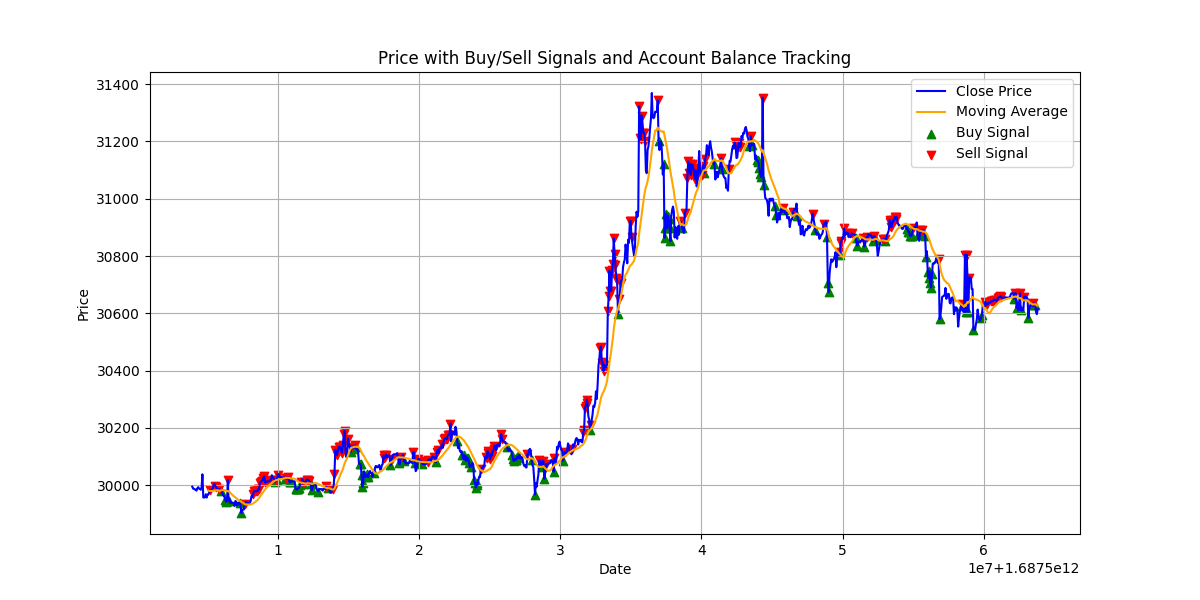 Price with Buy/Sell Signals and Account Balance Tracking
31400
31200
31000
30800
30600
30400
30200
30000
Price
Close Price
Moving Average
Buy Signal
Sell Signal
1 2 3 4 5 6
Date
1e7+1.6875e12